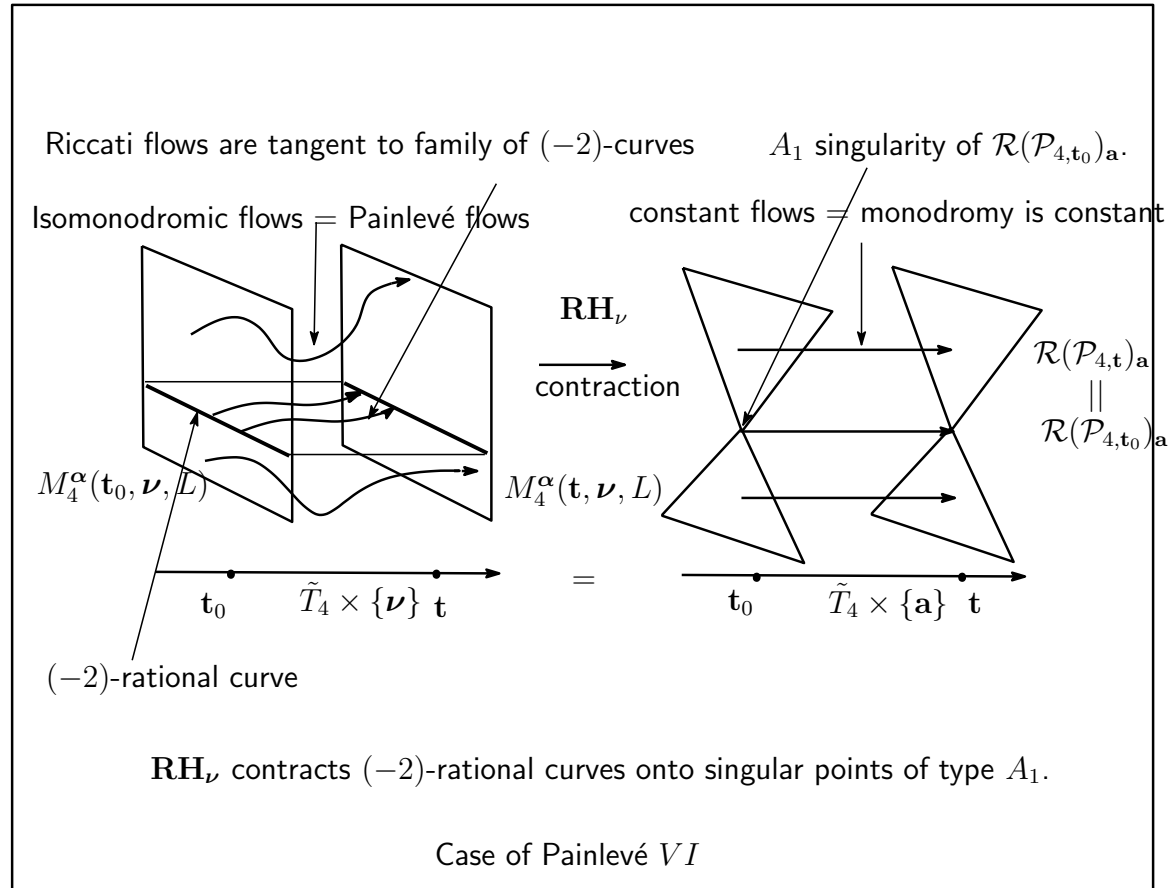 Riccati flows are tangent to family of (−2)-curves
A₁ singularity of 𝓡(𝓟₄,ₜ₀)ₐ.
Isomonodromic flows = Painlevé flows
constant flows = monodromy is constant
𝐑𝐇_𝝂
contraction
𝓡(𝓟₄,ₜ)ₐ
||
𝓡(𝓟₄,ₜ₀)ₐ
M₄^𝜶(𝐭₀, 𝝂, L)
M₄^𝜶(𝐭, 𝝂, L)
=
𝐭₀ T̃₄ × {𝝂} 𝐭
𝐭₀ T̃₄ × {𝐚} 𝐭
(−2)-rational curve
𝐑𝐇_𝝂 contracts (−2)-rational curves onto singular points of type A₁.
Case of Painlevé VI